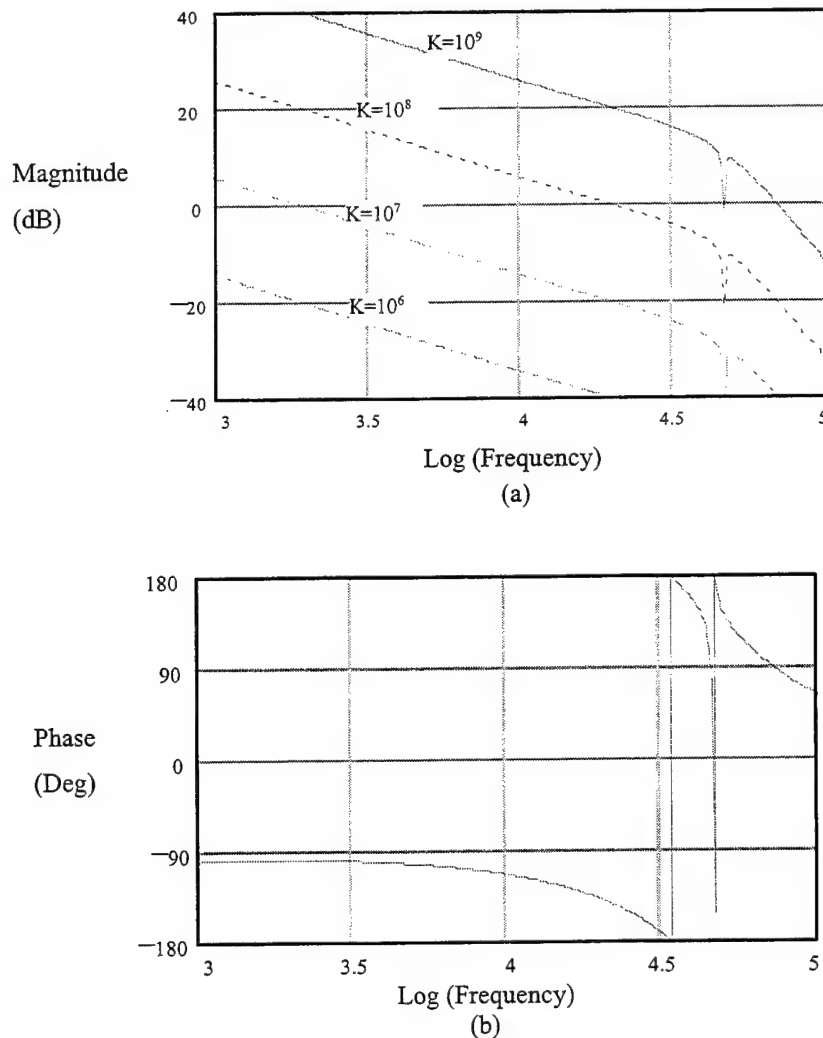 40
K=10⁹
20
K=10⁸
Magnitude
(dB)
0
K=10⁷
−20
K=10⁶
−40
3
3.5
4
4.5
5
Log (Frequency)
(a)
180
90
Phase
(Deg)
0
−90
−180
3
3.5
4
4.5
5
Log (Frequency)
(b)